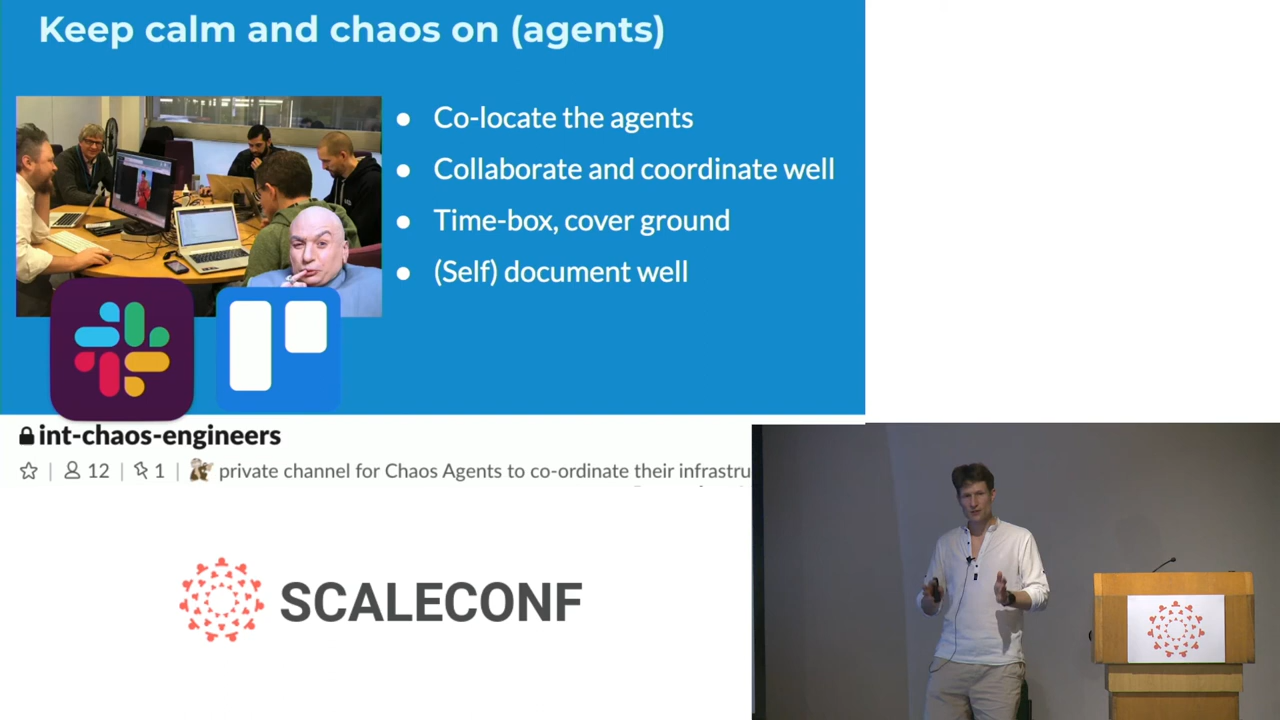 Keep calm and chaos on (agents)
● Co-locate the agents
● Collaborate and coordinate well
● Time-box, cover ground
● (Self) document well
int-chaos-engineers
12 | 1 | private channel for Chaos Agents to co-ordinate their infrastru
SCALECONF